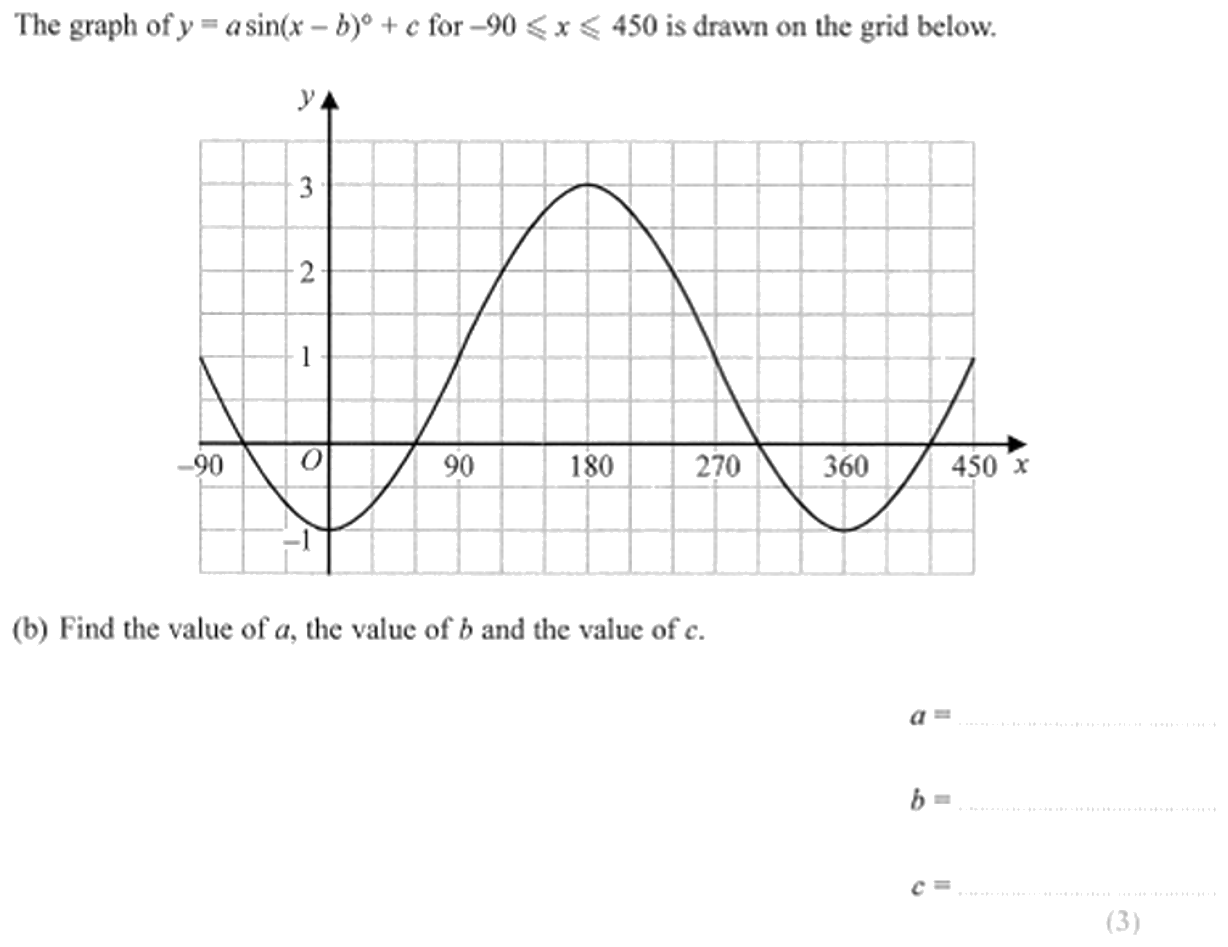 The graph of y = a sin(x – b)° + c for –90 ⩽ x ⩽ 450 is drawn on the grid below.
y
3
2
1
–90 O 90 180 270 360 450 x
–1
(b) Find the value of a, the value of b and the value of c.
a =
b =
c =
(3)